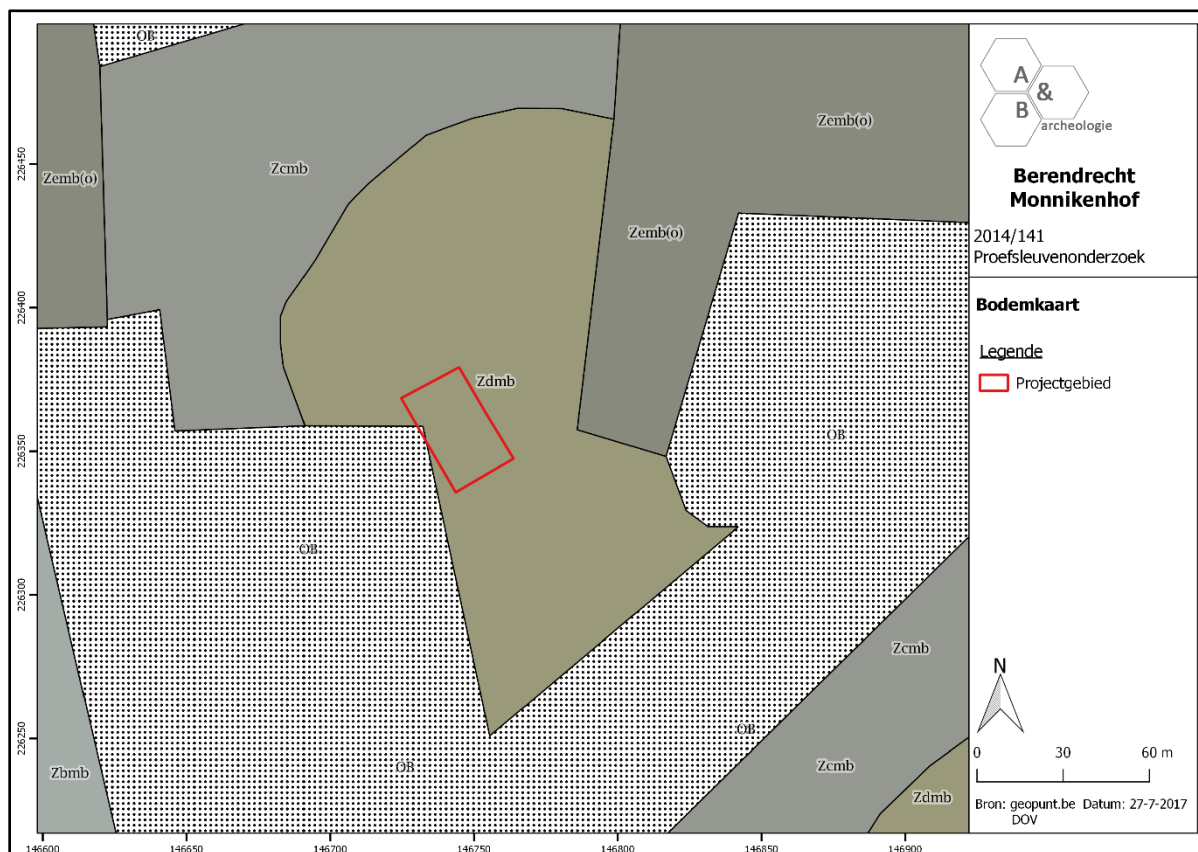 OB
Zcmb
Zemb(o)
Zemb(o)
Zemb(o)
Zdmb
OB
OB
Zcmb
OB
OB
Zbmb
Zcmb
Zdmb
226450
226400
226350
226300
226250
146600
146650
146700
146750
146800
146850
146900
A
&
B
archeologie
Berendrecht
Monnikenhof
2014/141
Proefsleuvenonderzoek
Bodemkaart
Legende
Projectgebied
N
0 30 60 m
Bron: geopunt.be Datum: 27-7-2017
DOV